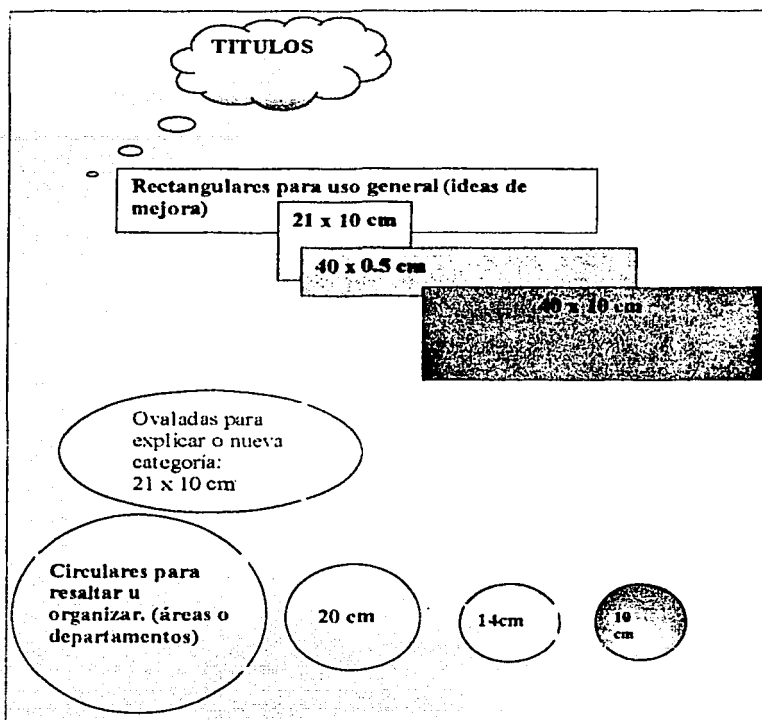 TITULOS
Rectangulares para uso general (ideas de
mejora)
21 x 10 cm
40 x 0.5 cm
40 x 10 cm
Ovaladas para
explicar o nueva
categoría:
21 x 10 cm
Circulares para
resaltar u
organizar. (áreas o
departamentos)
20 cm
14cm
10
cm